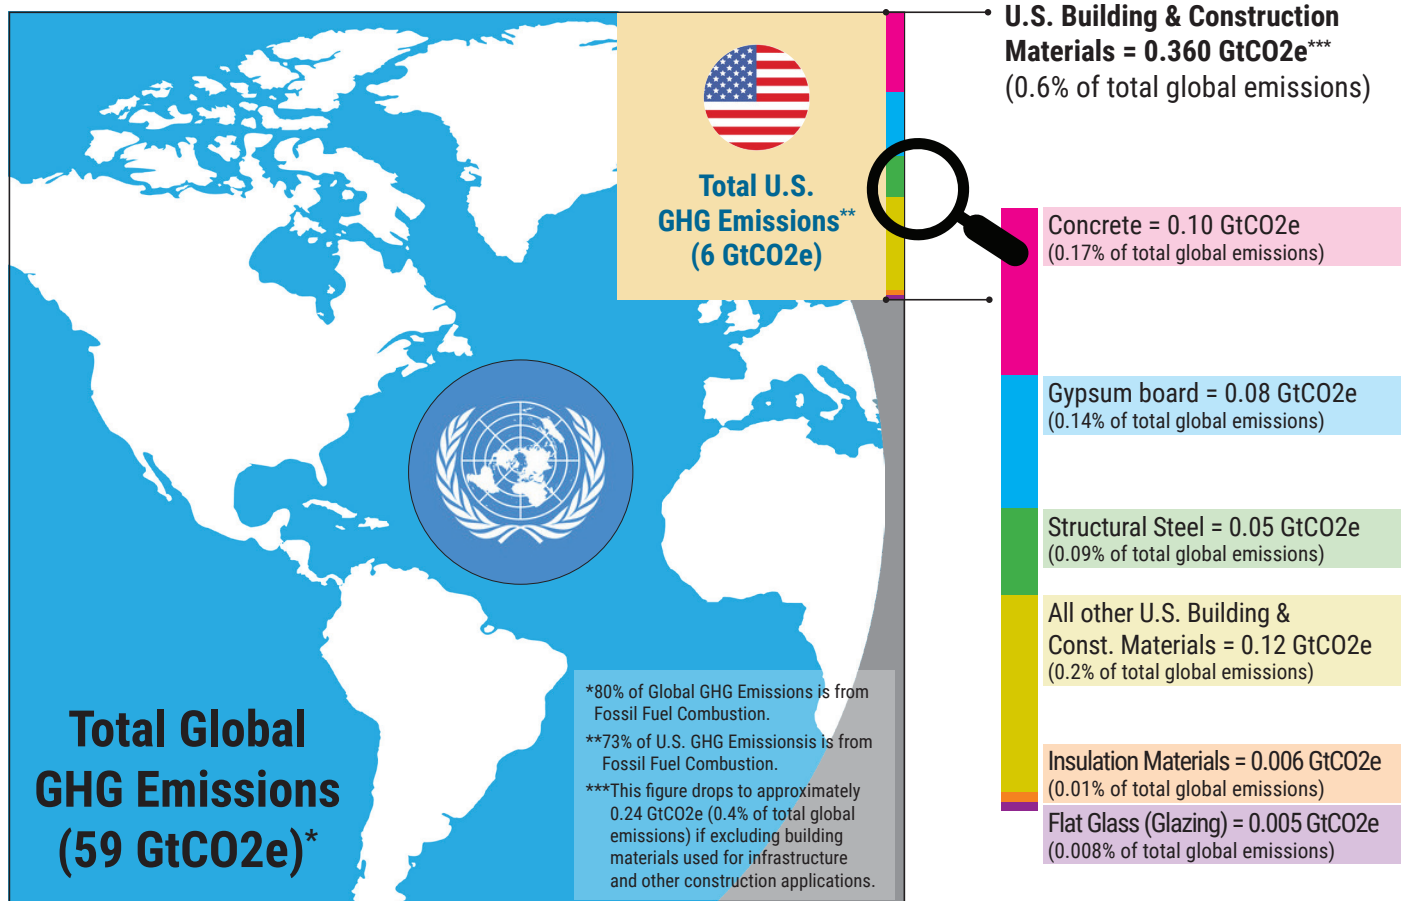 U.S. Building & Construction
Materials = 0.360 GtCO2e***
(0.6% of total global emissions)
Total U.S.
GHG Emissions**
(6 GtCO2e)
Concrete = 0.10 GtCO2e
(0.17% of total global emissions)
Gypsum board = 0.08 GtCO2e
(0.14% of total global emissions)
Structural Steel = 0.05 GtCO2e
(0.09% of total global emissions)
All other U.S. Building &
Const. Materials = 0.12 GtCO2e
(0.2% of total global emissions)
Insulation Materials = 0.006 GtCO2e
(0.01% of total global emissions)
Flat Glass (Glazing) = 0.005 GtCO2e
(0.008% of total global emissions)
Total Global
GHG Emissions
(59 GtCO2e)*
*80% of Global GHG Emissions is from
Fossil Fuel Combustion.
**73% of U.S. GHG Emissionsis is from
Fossil Fuel Combustion.
***This figure drops to approximately
0.24 GtCO2e (0.4% of total global
emissions) if excluding building
materials used for infrastructure
and other construction applications.